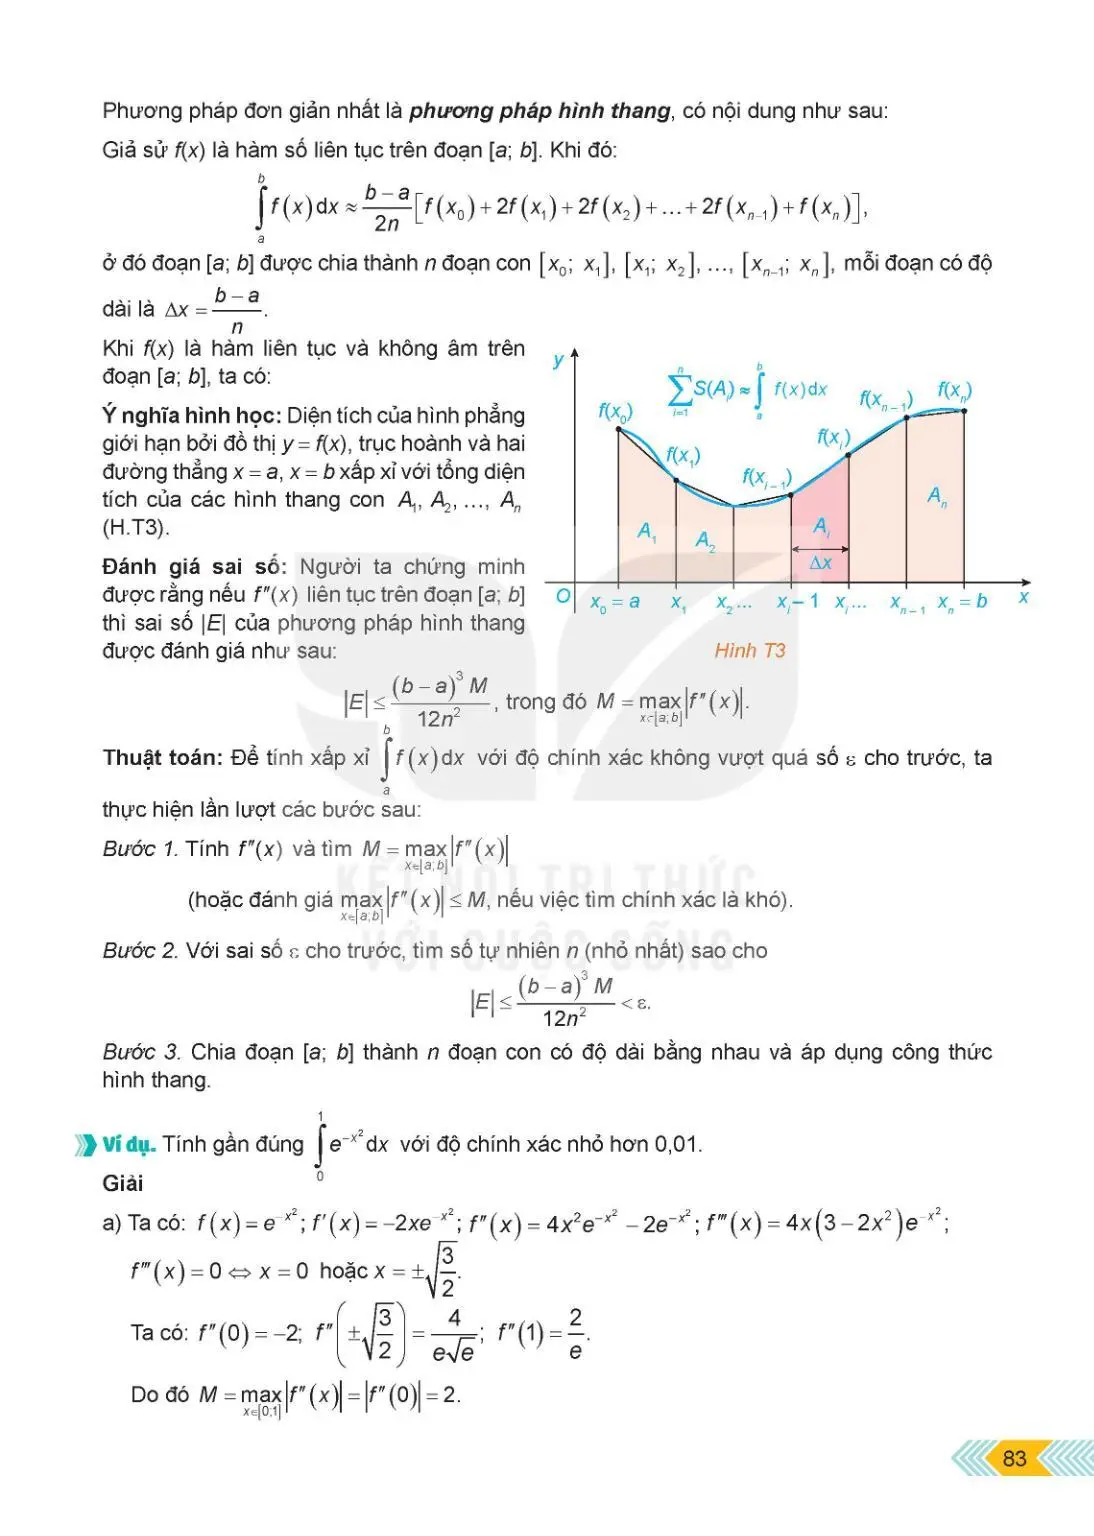 Phương pháp đơn giản nhất là phương pháp hình thang, có nội dung như sau:
Giả sử f(x) là hàm số liên tục trên đoạn [a; b]. Khi đó:
∫_a^b f(x)dx ≈ (b – a)/(2n) [f(x₀) + 2f(x₁) + 2f(x₂) + ... + 2f(xₙ₋₁) + f(xₙ)],
ở đó đoạn [a; b] được chia thành n đoạn con [x₀; x₁], [x₁; x₂], ..., [xₙ₋₁; xₙ], mỗi đoạn có độ
dài là Δx = (b – a)/n.
Khi f(x) là hàm liên tục và không âm trên
đoạn [a; b], ta có:
Ý nghĩa hình học: Diện tích của hình phẳng
giới hạn bởi đồ thị y = f(x), trục hoành và hai
đường thẳng x = a, x = b xấp xỉ với tổng diện
tích của các hình thang con A₁, A₂, ..., Aₙ
(H.T3).
Đánh giá sai số: Người ta chứng minh
được rằng nếu f″(x) liên tục trên đoạn [a; b]
thì sai số |E| của phương pháp hình thang
được đánh giá như sau:
y
∑_{i=1}^n S(Aᵢ) ≈ ∫_a^b f(x)dx
f(x₀)
f(x₁)
f(xᵢ₋₁)
f(xᵢ)
f(xₙ₋₁)
f(xₙ)
A₁
A₂
Aᵢ
Aₙ
Δx
O x₀ = a x₁ x₂... xᵢ– 1 xᵢ... xₙ₋₁ xₙ = b x
Hình T3
|E| ≤ (b – a)³M/(12n²), trong đó M = max_{x∈[a;b]} |f″(x)|.
Thuật toán: Để tính xấp xỉ ∫_a^b f(x)dx với độ chính xác không vượt quá số ε cho trước, ta
thực hiện lần lượt các bước sau:
Bước 1. Tính f″(x) và tìm M = max_{x∈[a;b]} |f″(x)|
(hoặc đánh giá max_{x∈[a;b]} |f″(x)| ≤ M, nếu việc tìm chính xác là khó).
Bước 2. Với sai số ε cho trước, tìm số tự nhiên n (nhỏ nhất) sao cho
|E| ≤ (b – a)³M/(12n²) < ε.
Bước 3. Chia đoạn [a; b] thành n đoạn con có độ dài bằng nhau và áp dụng công thức
hình thang.
Ví dụ. Tính gần đúng ∫_0^1 e^{–x²}dx với độ chính xác nhỏ hơn 0,01.
Giải
a) Ta có: f(x) = e^{–x²}; f′(x) = –2xe^{–x²}; f″(x) = 4x²e^{–x²} – 2e^{–x²}; f‴(x) = 4x(3 – 2x²)e^{–x²};
f‴(x) = 0 ⇔ x = 0 hoặc x = ±√(3/2).
Ta có: f″(0) = –2; f″(±√(3/2)) = 4/(e√e); f″(1) = 2/e.
Do đó M = max_{x∈[0;1]} |f″(x)| = |f″(0)| = 2.
KẾT NỐI TRI THỨC
VỚI CUỘC SỐNG
83